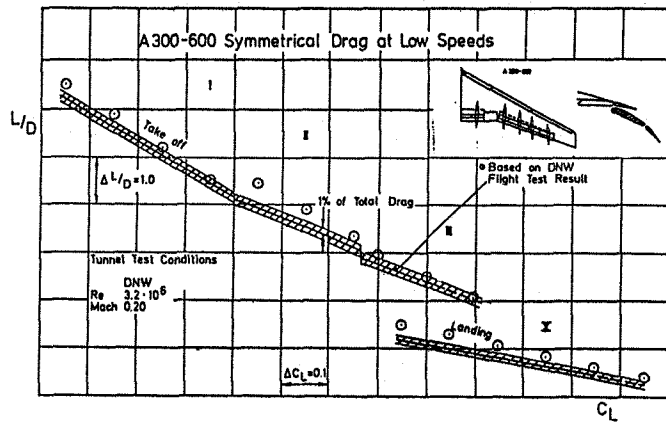 A300-600 Symmetrical Drag at Low Speeds
I
A 300-600
L/D
Take off
II
Based on DNW
Flight Test Result
Δ L/D = 1.0
1% of Total Drag
III
Tunnel Test Conditions
DNW
Re 3.2 · 10⁶
Mach 0.20
Landing
ΔCL = 0.1
CL